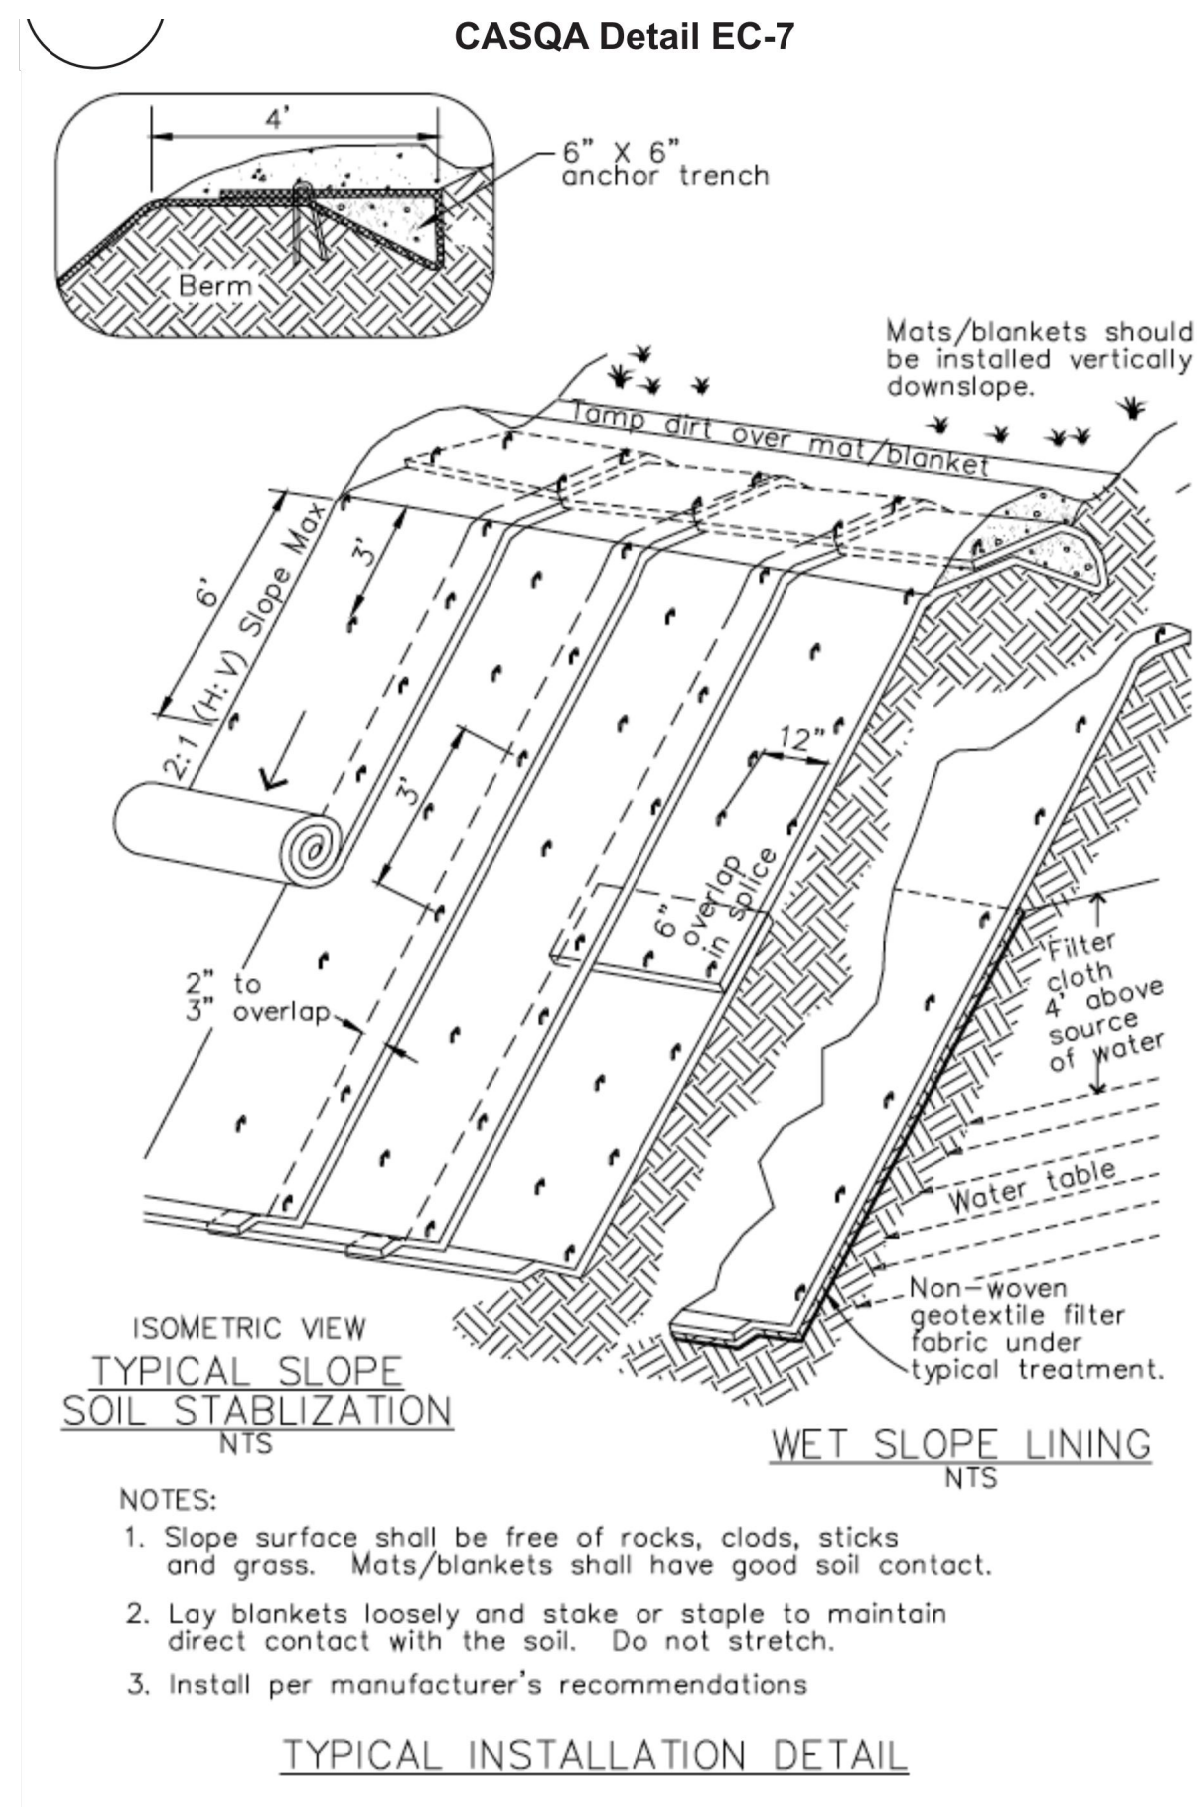 CASQA Detail EC-7
4'
6" X 6"
anchor trench
Berm
Mats/blankets should
be installed vertically
downslope.
Tamp dirt over mat/blanket
6'
2:1 (H:V) Slope Max
3'
3'
12"
6"
overlap
in splice
2" to
3" overlap
Filter
cloth
4' above
source
of water
Water table
Non-woven
geotextile filter
fabric under
typical treatment.
ISOMETRIC VIEW
TYPICAL SLOPE
SOIL STABLIZATION
NTS
WET SLOPE LINING
NTS
NOTES:
1. Slope surface shall be free of rocks, clods, sticks
and grass. Mats/blankets shall have good soil contact.
2. Lay blankets loosely and stake or staple to maintain
direct contact with the soil. Do not stretch.
3. Install per manufacturer's recommendations
TYPICAL INSTALLATION DETAIL